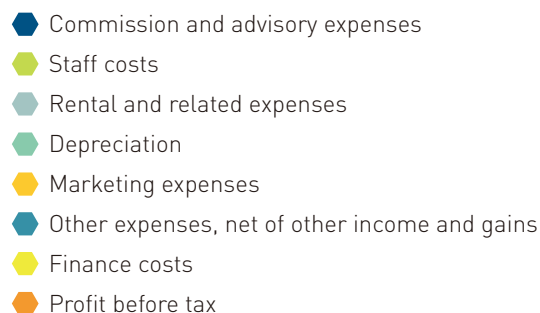 Commission and advisory expenses
Staff costs
Rental and related expenses
Depreciation
Marketing expenses
Other expenses, net of other income and gains
Finance costs
Profit before tax